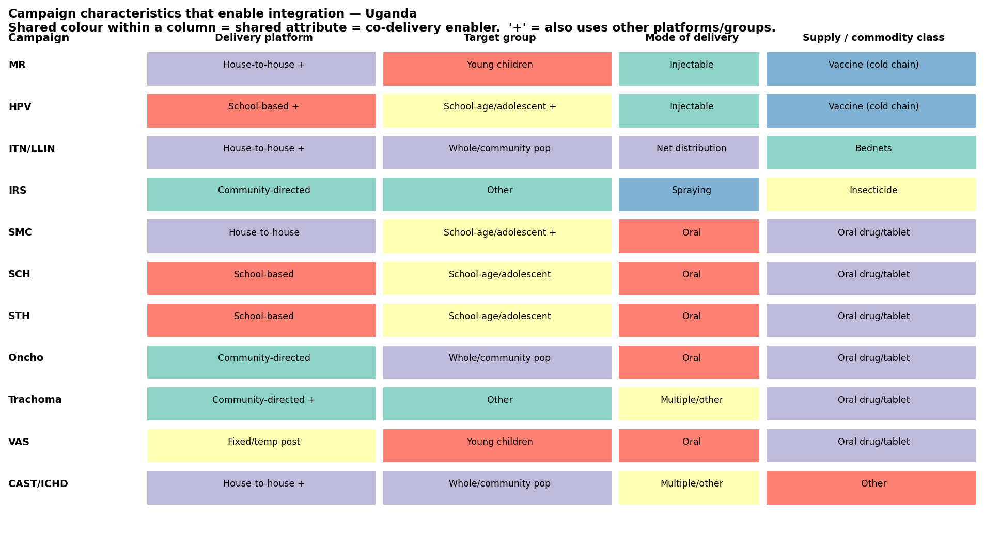 Campaign characteristics that enable integration — Uganda
Shared colour within a column = shared attribute = co-delivery enabler.  '+' = also uses other platforms/groups.
Campaign Delivery platform Target group Mode of delivery Supply / commodity class
MR House-to-house + Young children Injectable Vaccine (cold chain)
HPV School-based + School-age/adolescent + Injectable Vaccine (cold chain)
ITN/LLIN House-to-house + Whole/community pop Net distribution Bednets
IRS Community-directed Other Spraying Insecticide
SMC House-to-house School-age/adolescent + Oral Oral drug/tablet
SCH School-based School-age/adolescent Oral Oral drug/tablet
STH School-based School-age/adolescent Oral Oral drug/tablet
Oncho Community-directed Whole/community pop Oral Oral drug/tablet
Trachoma Community-directed + Other Multiple/other Oral drug/tablet
VAS Fixed/temp post Young children Oral Oral drug/tablet
CAST/ICHD House-to-house + Whole/community pop Multiple/other Other